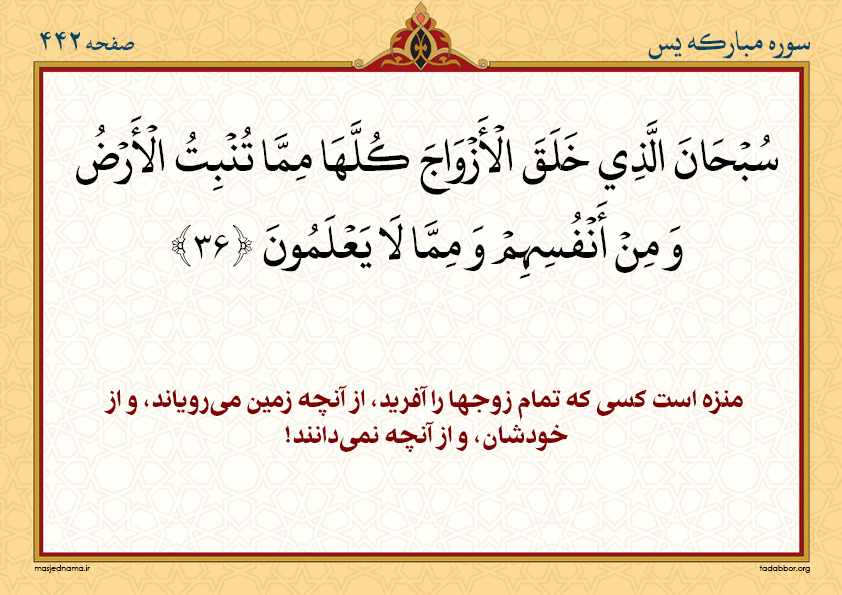 سوره مبارکه یس
صفحه ۴۴۲
سُبْحَانَ الَّذِي خَلَقَ الْأَزْوَاجَ كُلَّهَا مِمَّا تُنْبِتُ الْأَرْضُ
وَ مِنْ أَنْفُسِهِمْ وَ مِمَّا لَا يَعْلَمُونَ ﴿۳۶﴾
منزه است کسی که تمام زوجها را آفرید، از آنچه زمین می‌رویاند، و از
خودشان، و از آنچه نمی‌دانند!
masjednama.ir
tadabbor.org